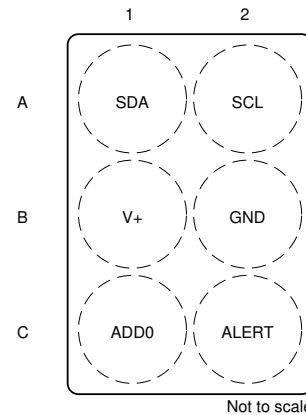 1 2
A SDA SCL
B V+ GND
C ADD0 ALERT
Not to scale